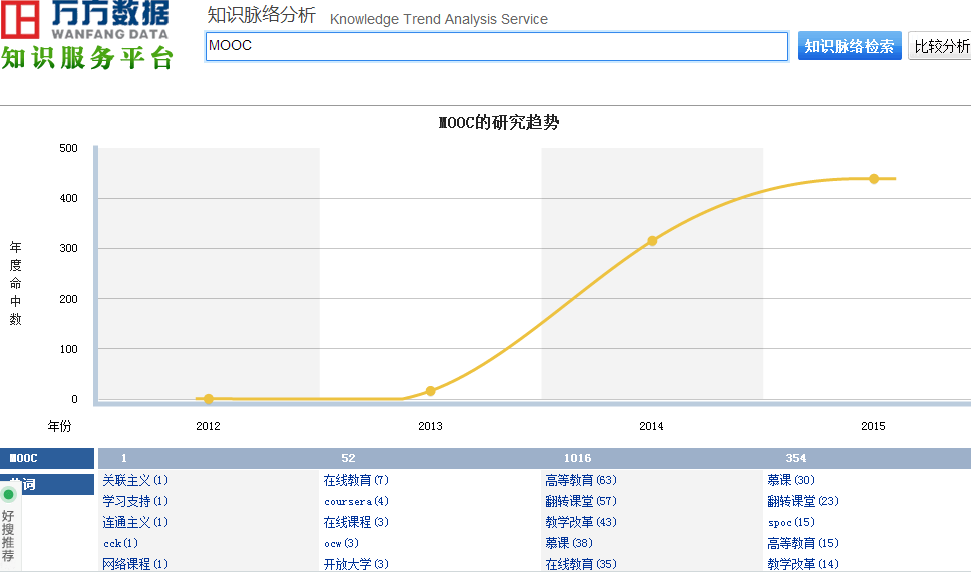 万方数据
WANFANG DATA
知识服务平台
知识脉络分析 Knowledge Trend Analysis Service
MOOC
知识脉络检索 比较分析
MOOC的研究趋势
500
400
300
200
100
0
年度命中数
年份 2012 2013 2014 2015
MOOC 1 52 1016 354
词
关联主义(1) 在线教育(7) 高等教育(63) 慕课(30)
学习支持(1) coursera(4) 翻转课堂(57) 翻转课堂(23)
连通主义(1) 在线课程(3) 教学改革(43) spoc(15)
cck(1) ocw(3) 慕课(38) 高等教育(15)
网络课程(1) 开放大学(3) 在线教育(35) 教学改革(14)
好搜推荐